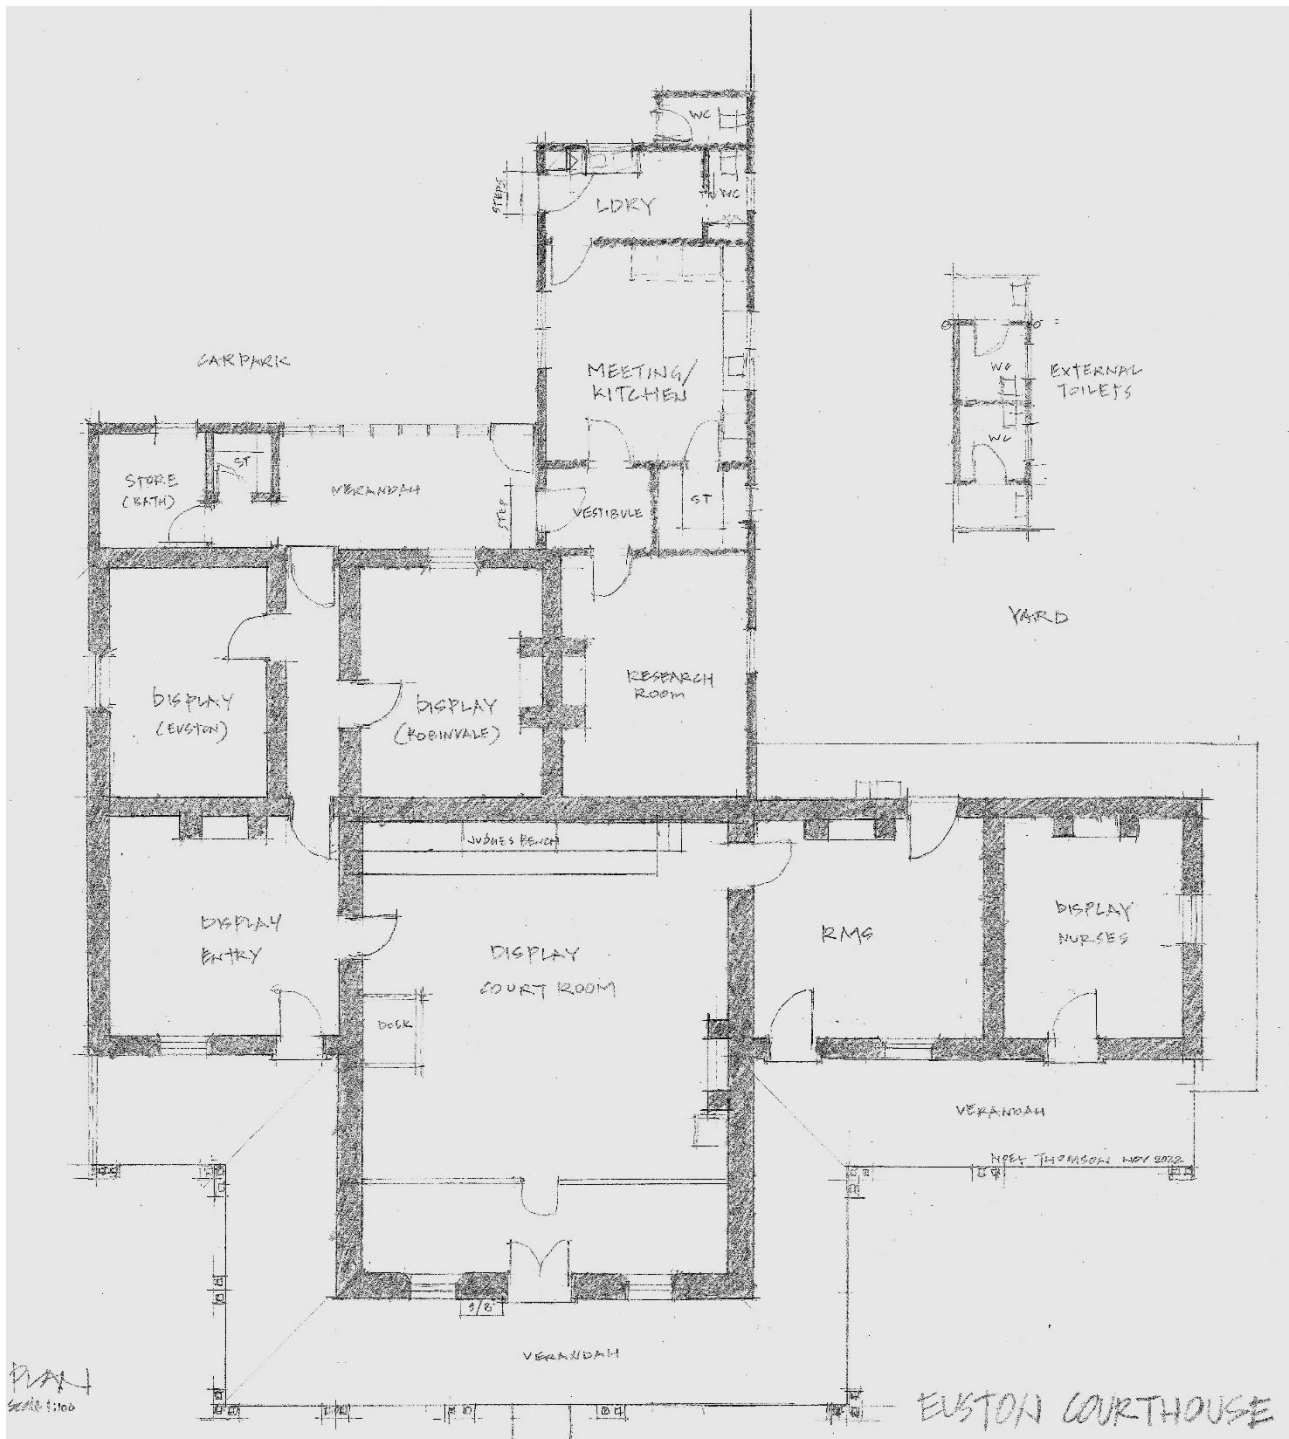 WC
STEPS
LDRY
WC
CARPARK
MEETING/
KITCHEN
WC
EXTERNAL
TOILETS
WC
STORE
(BATH)
ST
VERANDAH
STEP
VESTIBULE
ST
YARD
DISPLAY
(EUSTON)
DISPLAY
(ROBINVALE)
RESEARCH
ROOM
JUDGES BENCH
DISPLAY
ENTRY
DISPLAY
COURT ROOM
RMS
DISPLAY
NURSES
DOCK
VERANDAH
NOEL THOMSON NOV 2022
S/B
VERANDAH
PLAN
Scale 1:100
EUSTON COURTHOUSE